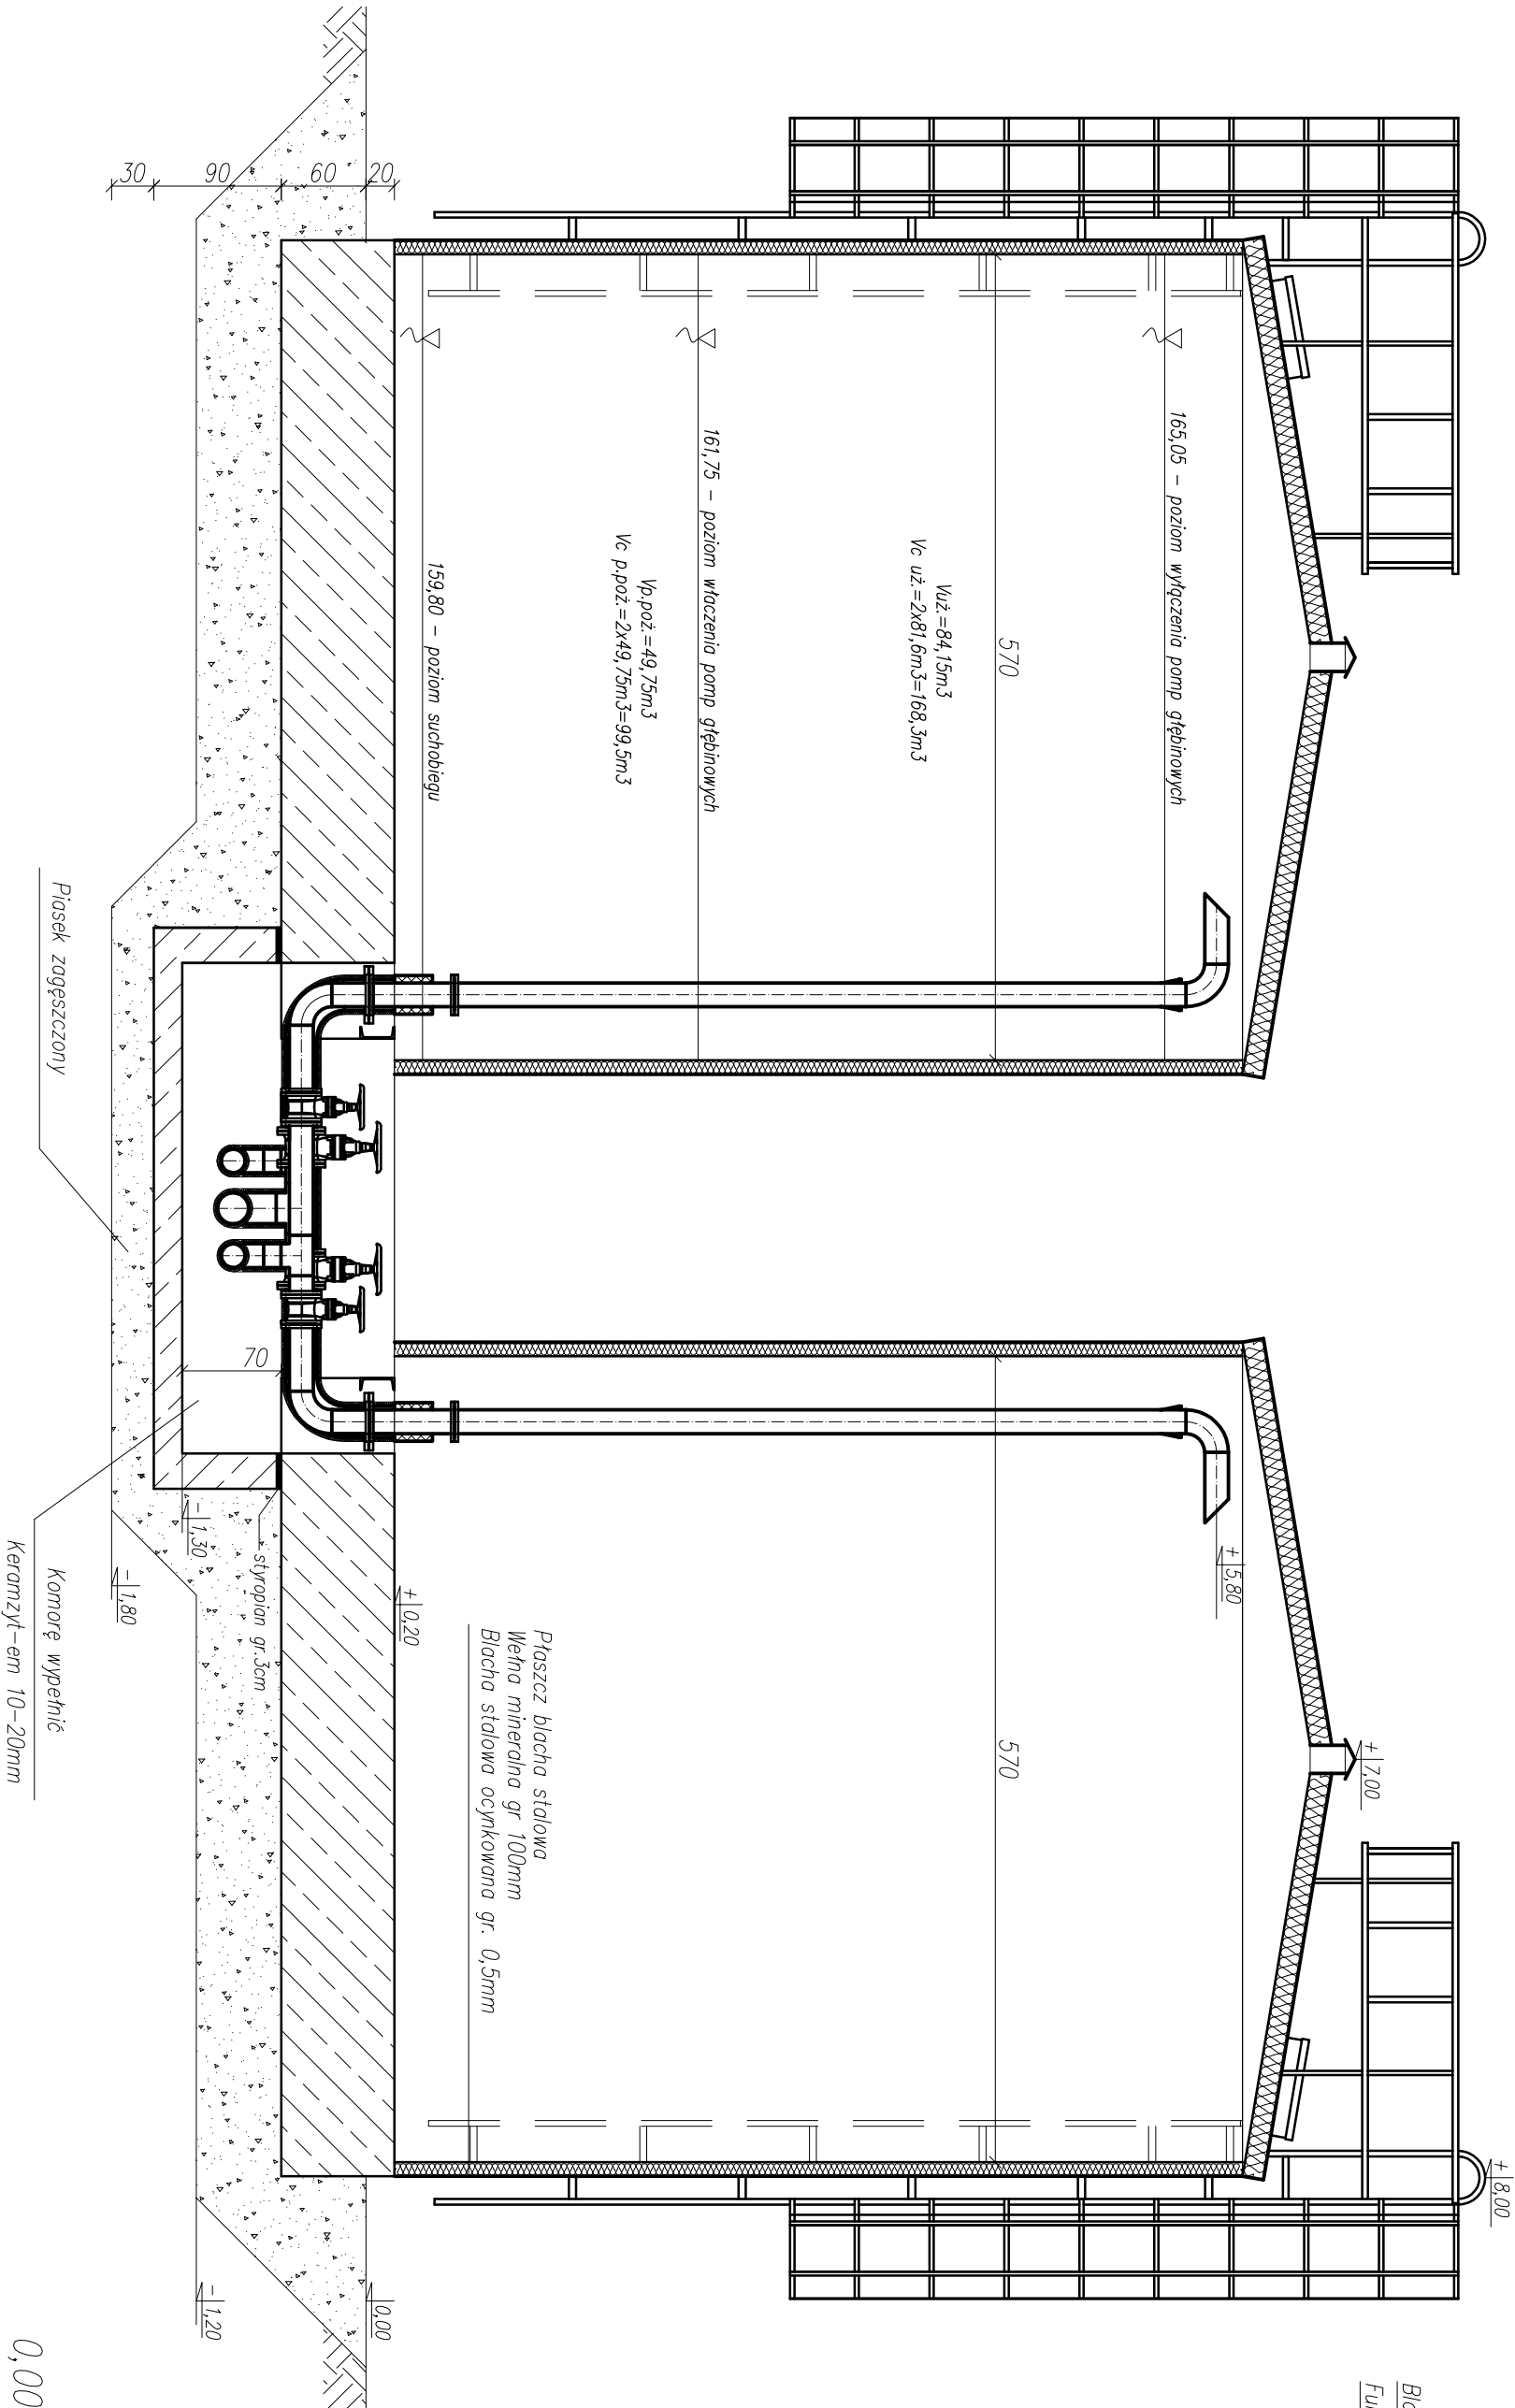 30
90
60
20
165,05 - poziom wyłączenia pomp głębinowych
570
Vuż.=84,15m3
Vc uż.=2x81,6m3=168,3m3
161,75 - poziom właczenia pomp głębinowych
Vp.poż.=49,75m3
Vc p.poż.=2x49,75m3=99,5m3
159,80 - poziom suchobiegu
Piasek zagęszczony
70
- 1,30
styropian gr.3cm
- 1,80
Komorę wypełnić
Keramzyt-em 10-20mm
+ 5,80
+ 0,20
570
Płaszcz blacha stalowa
Wełna mineralna gr 100mm
Blacha stalowa ocynkowana gr. 0,5mm
+ 7,00
+ 8,00
0,00
- 1,20
0,00